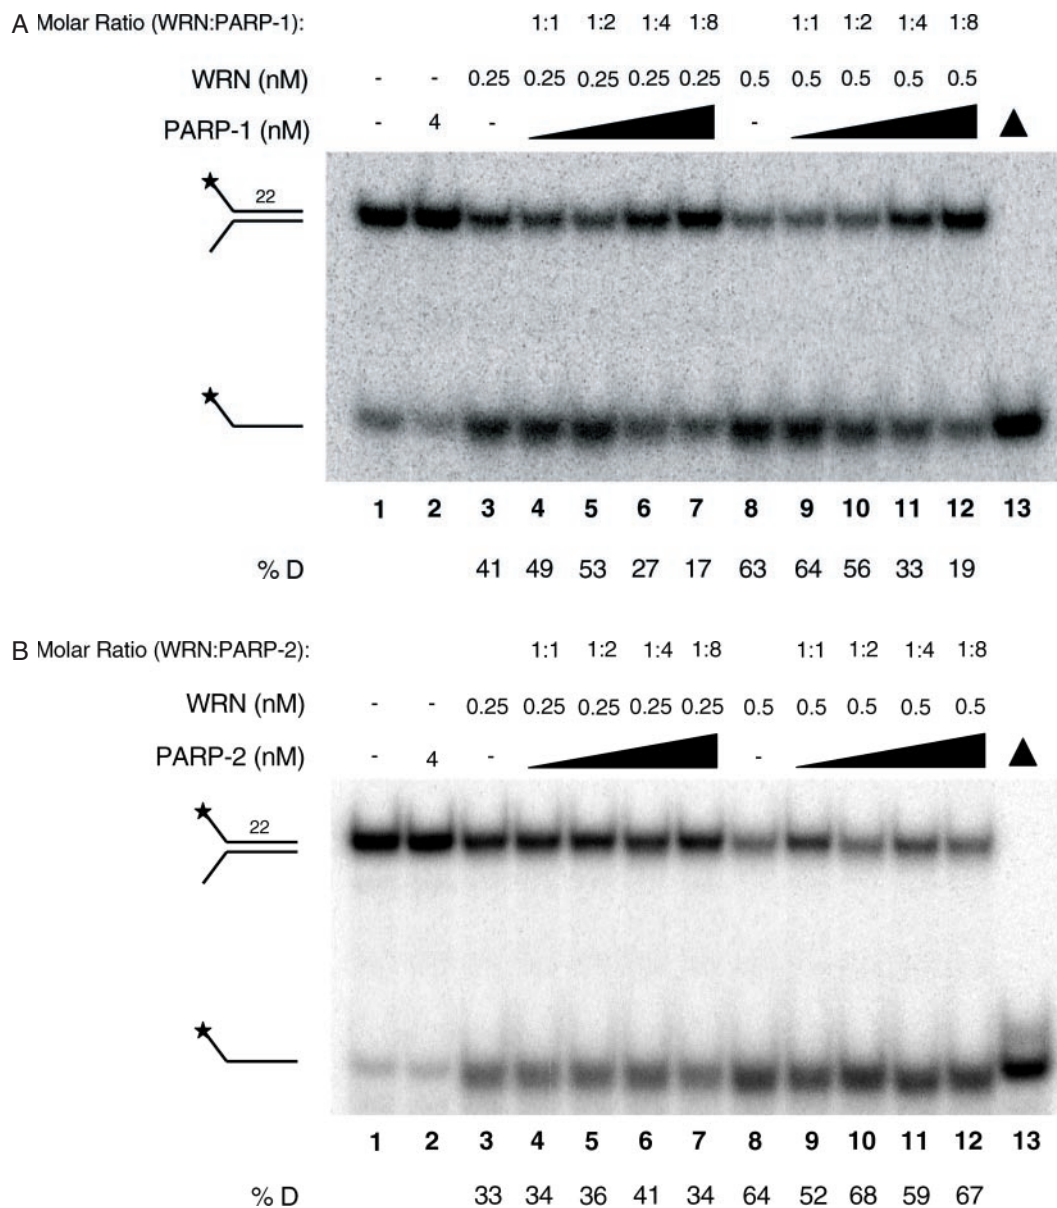 A Molar Ratio (WRN:PARP-1): 1:1 1:2 1:4 1:8 1:1 1:2 1:4 1:8
WRN (nM) - - 0.25 0.25 0.25 0.25 0.25 0.5 0.5 0.5 0.5 0.5
PARP-1 (nM) - 4 - -
22
1 2 3 4 5 6 7 8 9 10 11 12 13
% D 41 49 53 27 17 63 64 56 33 19
B Molar Ratio (WRN:PARP-2): 1:1 1:2 1:4 1:8 1:1 1:2 1:4 1:8
WRN (nM) - - 0.25 0.25 0.25 0.25 0.25 0.5 0.5 0.5 0.5 0.5
PARP-2 (nM) - 4 - -
22
1 2 3 4 5 6 7 8 9 10 11 12 13
% D 33 34 36 41 34 64 52 68 59 67